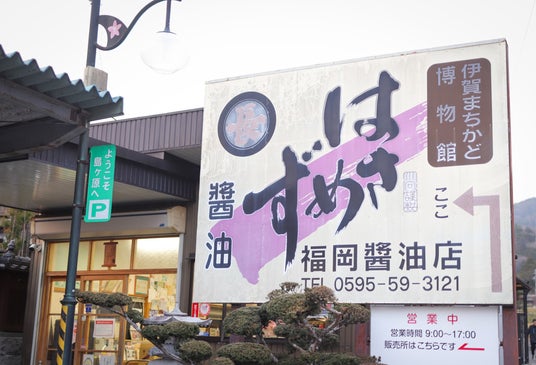 伊賀まちかど
博物館
ここ
はさめず
醬油
福岡醬油店
TEL 0595-59-3121
営業中
営業時間 9:00〜17:00
販売所はこちらです
ようこそ
島ヶ原へ
P